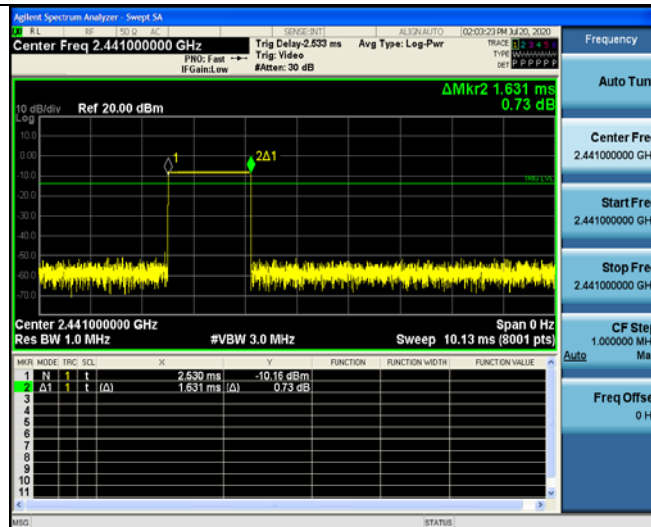 Agilent Spectrum Analyzer - Swept SA
RL RF 50 Ω AC SENSE:INT ALIGN AUTO 02:03:23 PM Jul 20, 2020
Center Freq 2.441000000 GHz Trig Delay-2.533 ms Avg Type: Log-Pwr TRACE 1 2 3 4 5 6
PNO: Fast Trig: Video TYPE
IFGain:Low #Atten: 30 dB DET P P P P P P
ΔMkr2 1.631 ms
0.73 dB
10 dB/div Ref 20.00 dBm
Log
10.0
0.00
1
2Δ1
-10.0
TRIG LVL
-20.0
-30.0
-40.0
-50.0
-60.0
-70.0
Center 2.441000000 GHz Span 0 Hz
Res BW 1.0 MHz #VBW 3.0 MHz Sweep 10.13 ms (8001 pts)
MKR MODE TRC SCL X Y FUNCTION FUNCTION WIDTH FUNCTION VALUE
1 N 1 t 2.530 ms -10.16 dBm
2 Δ1 1 t (Δ) 1.631 ms (Δ) 0.73 dB
3
4
5
6
7
8
9
10
11
MSG STATUS
Frequency
Auto Tun
Center Fre
2.441000000 GH
Start Fre
2.441000000 GH
Stop Fre
2.441000000 GH
CF Step
1.000000 MH
Auto Ma
Freq Offse
0 H